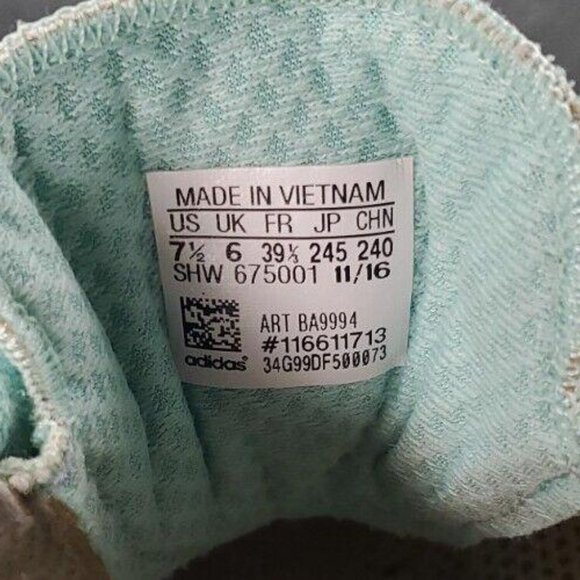 MADE IN VIETNAM
US UK FR JP CHN
7½ 6 39⅓ 245 240
SHW 675001 11/16
ART BA9994
#116611713
adidas® 34G99DF500073